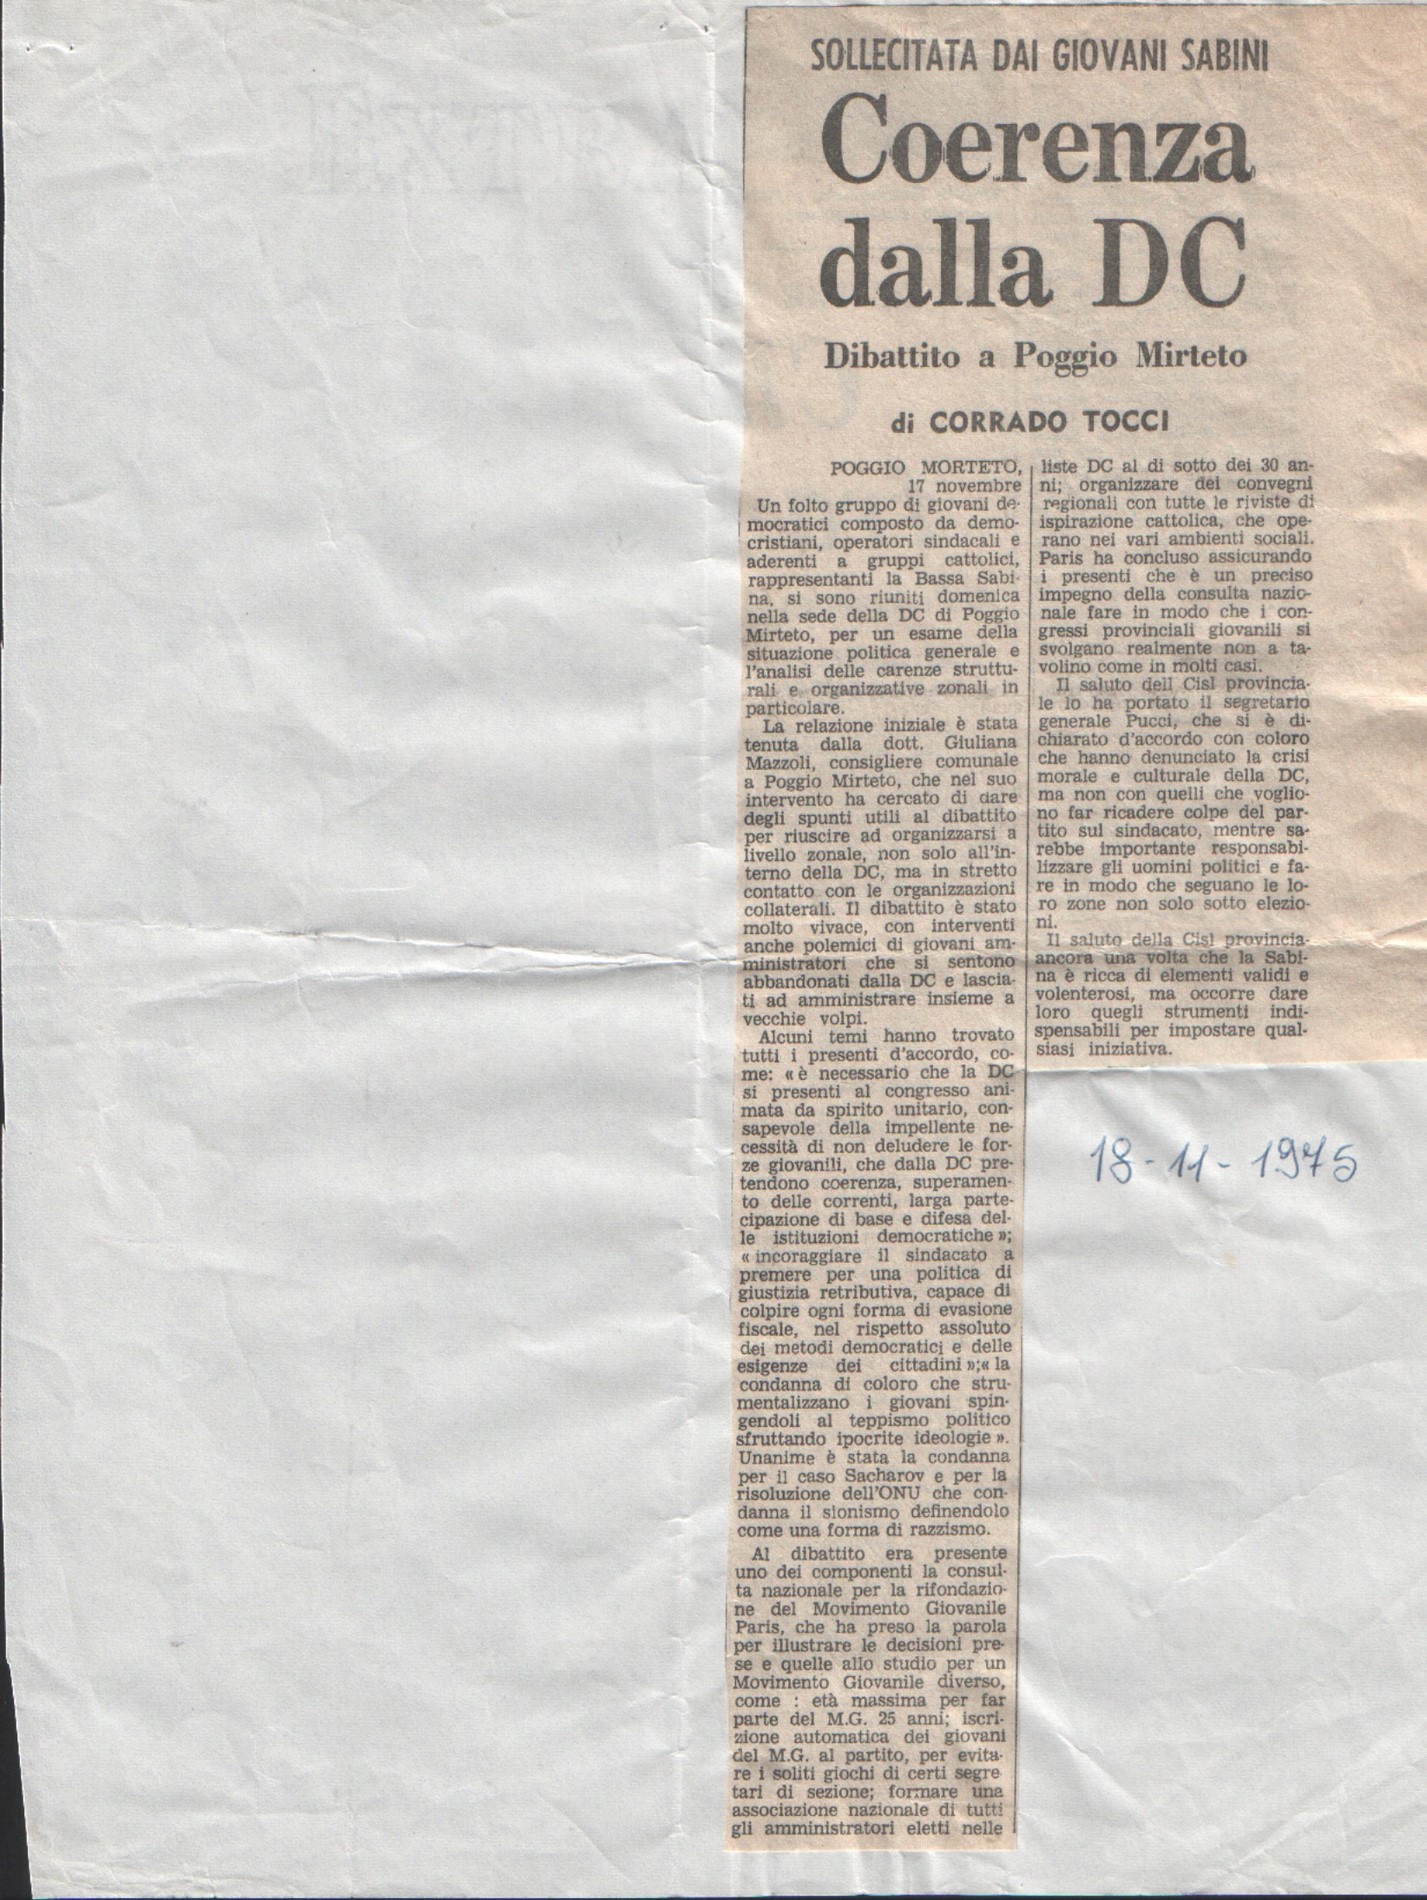 SOLLECITATA DAI GIOVANI SABINI
Coerenza
dalla DC
Dibattito a Poggio Mirteto
di CORRADO TOCCI
POGGIO MORTETO,
17 novembre
Un folto gruppo di giovani de-
mocratici composto da demo-
cristiani, operatori sindacali e
aderenti a gruppi cattolici,
rappresentanti la Bassa Sabi-
na, si sono riuniti domenica
nella sede della DC di Poggio
Mirteto, per un esame della
situazione politica generale e
l'analisi delle carenze struttu-
rali e organizzative zonali in
particolare.
La relazione iniziale è stata
tenuta dalla dott. Giuliana
Mazzoli, consigliere comunale
a Poggio Mirteto, che nel suo
intervento ha cercato di dare
degli spunti utili al dibattito
per riuscire ad organizzarsi a
livello zonale, non solo all'in-
terno della DC, ma in stretto
contatto con le organizzazioni
collaterali. Il dibattito è stato
molto vivace, con interventi
anche polemici di giovani am-
ministratori che si sentono
abbandonati dalla DC e lascia-
ti ad amministrare insieme a
vecchie volpi.
Alcuni temi hanno trovato
tutti i presenti d'accordo, co-
me: « è necessario che la DC
si presenti al congresso ani-
mata da spirito unitario, con-
sapevole della impellente ne-
cessità di non deludere le for-
ze giovanili, che dalla DC pre-
tendono coerenza, superamen-
to delle correnti, larga parte-
cipazione di base e difesa del-
le istituzioni democratiche »;
« incoraggiare il sindacato a
premere per una politica di
giustizia retributiva, capace di
colpire ogni forma di evasione
fiscale, nel rispetto assoluto
dei metodi democratici e delle
esigenze dei cittadini »;« la
condanna di coloro che stru-
mentalizzano i giovani spin-
gendoli al teppismo politico
sfruttando ipocrite ideologie ».
Unanime è stata la condanna
per il caso Sacharov e per la
risoluzione dell'ONU che con-
danna il sionismo definendolo
come una forma di razzismo.
Al dibattito era presente
uno dei componenti la consul-
ta nazionale per la rifondazio-
ne del Movimento Giovanile
Paris, che ha preso la parola
per illustrare le decisioni pre-
se e quelle allo studio per un
Movimento Giovanile diverso,
come : età massima per far
parte del M.G. 25 anni; iscri-
zione automatica dei giovani
del M.G. al partito, per evita-
re i soliti giochi di certi segre
tari di sezione; formare una
associazione nazionale di tutti
gli amministratori eletti nelle
liste DC al di sotto dei 30 an-
ni; organizzare dei convegni
regionali con tutte le riviste di
ispirazione cattolica, che ope-
rano nei vari ambienti sociali.
Paris ha concluso assicurando
i presenti che è un preciso
impegno della consulta nazio-
nale fare in modo che i con-
gressi provinciali giovanili si
svolgano realmente non a ta-
volino come in molti casi.
Il saluto dell Cisl provincia-
le lo ha portato il segretario
generale Pucci, che si è di-
chiarato d'accordo con coloro
che hanno denunciato la crisi
morale e culturale della DC,
ma non con quelli che voglio-
no far ricadere colpe del par-
tito sul sindacato, mentre sa-
rebbe importante responsabi-
lizzare gli uomini politici e fa-
re in modo che seguano le lo-
ro zone non solo sotto elezio-
ni.
Il saluto della Cisl provincia-
ancora una volta che la Sabi-
na è ricca di elementi validi e
volenterosi, ma occorre dare
loro quegli strumenti indi-
spensabili per impostare qual-
siasi iniziativa.
18-11-1975